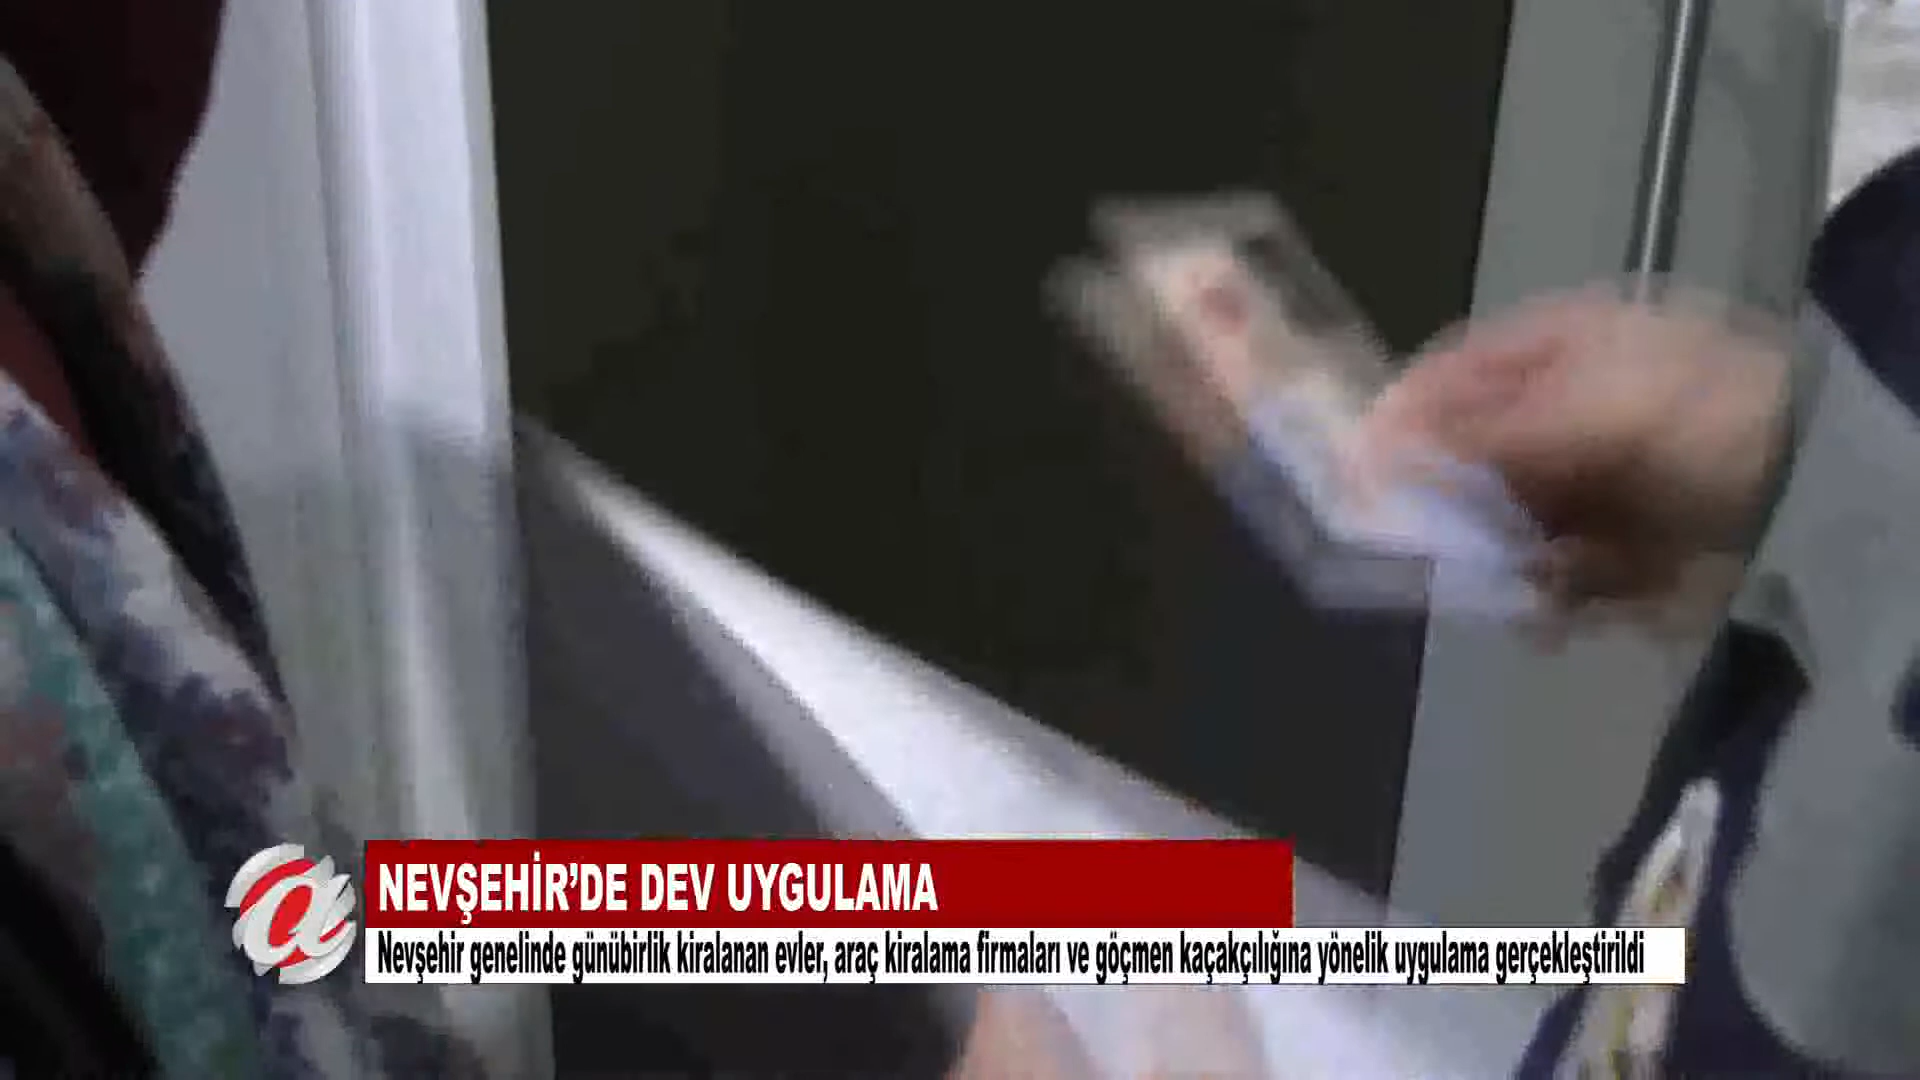 NEVŞEHİR’DE DEV UYGULAMA
Nevşehir genelinde günübirlik kiralanan evler, araç kiralama firmaları ve göçmen kaçakçılığına yönelik uygulama gerçekleştirildi